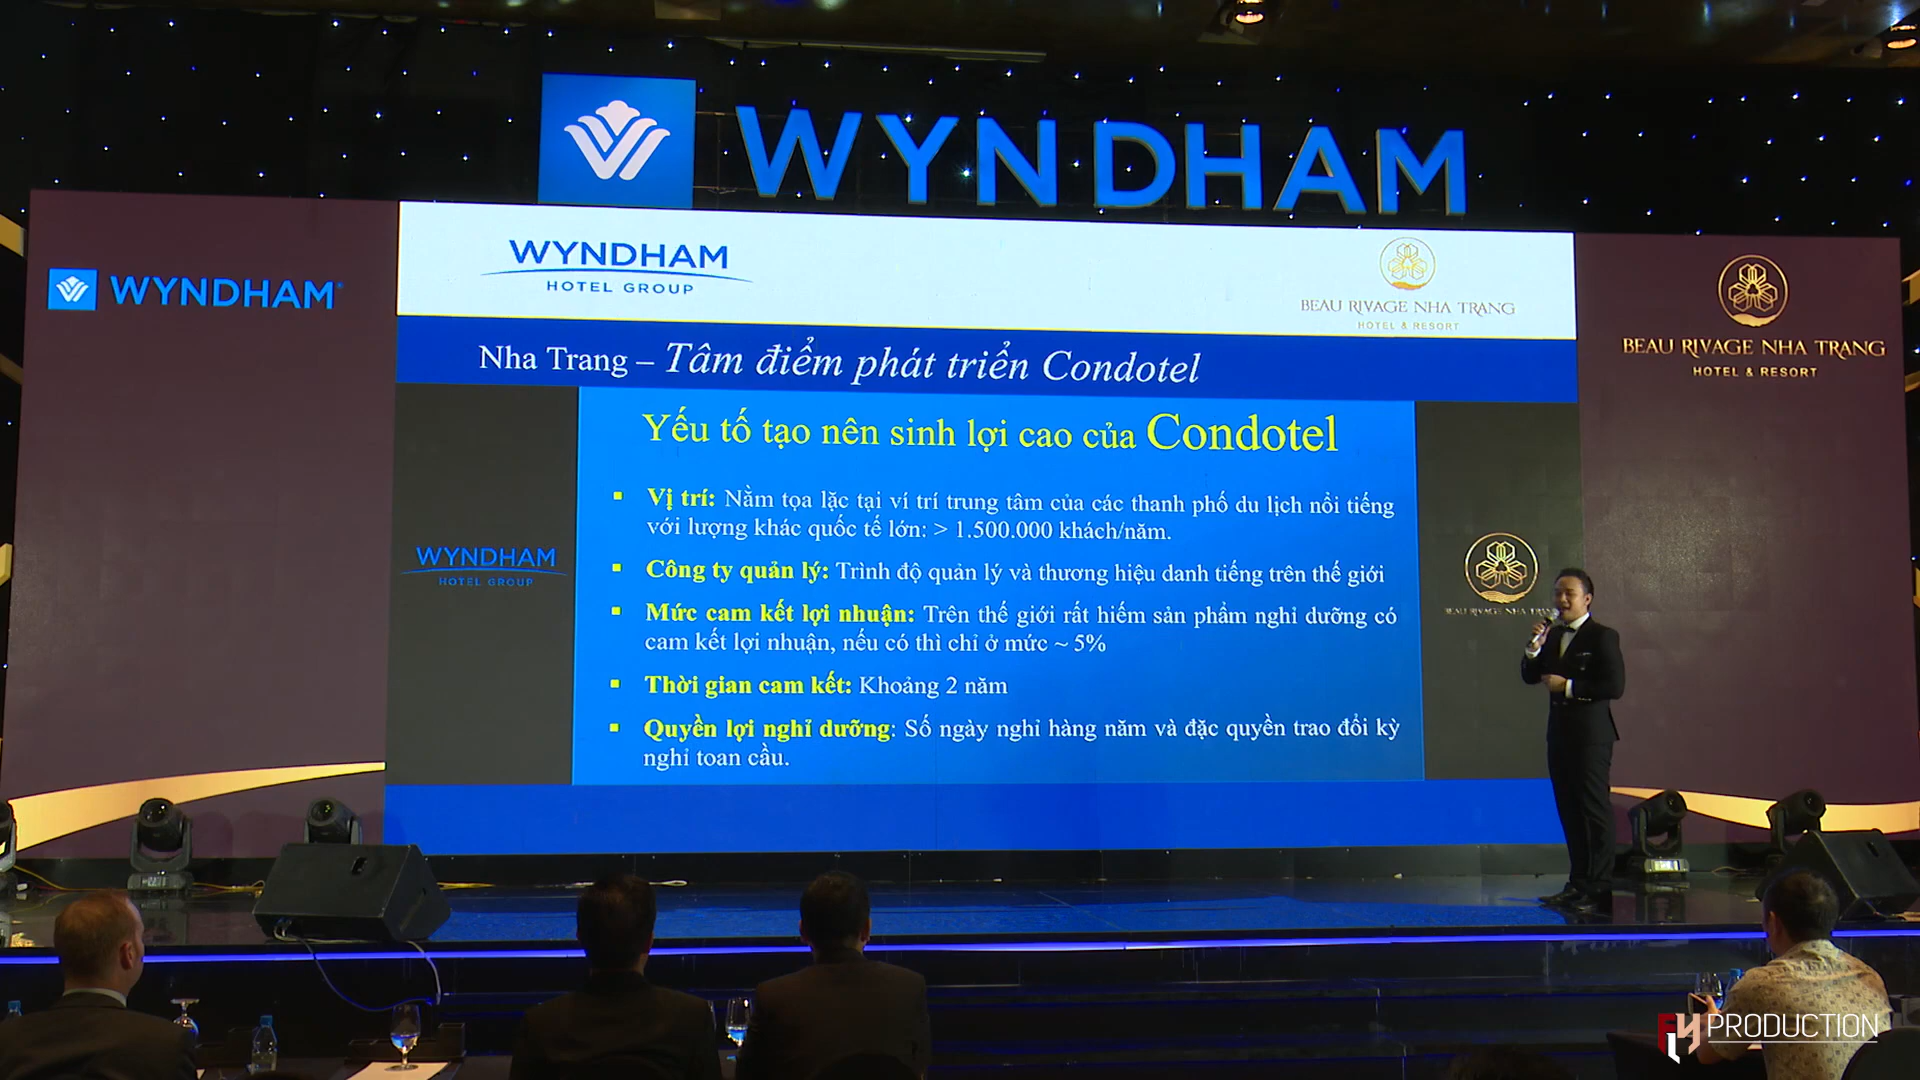 WYNDHAM
WYNDHAM
WYNDHAM
HOTEL GROUP
BEAU RIVAGE NHA TRANG
HOTEL & RESORT
BEAU RIVAGE NHA TRANG
HOTEL & RESORT
Nha Trang – Tâm điểm phát triển Condotel
Yếu tố tạo nên sinh lợi cao của Condotel
▪ Vị trí: Nằm tọa lặc tại ví trí trung tâm của các thanh phố du lịch nổi tiếng
với lượng khác quốc tế lớn: > 1.500.000 khách/năm.
▪ Công ty quản lý: Trình độ quản lý và thương hiệu danh tiếng trên thế giới
▪ Mức cam kết lợi nhuận: Trên thế giới rất hiếm sản phẩm nghỉ dưỡng có
cam kết lợi nhuận, nếu có thì chỉ ở mức ~ 5%
▪ Thời gian cam kết: Khoảng 2 năm
▪ Quyền lợi nghỉ dưỡng: Số ngày nghỉ hàng năm và đặc quyền trao đổi kỳ
nghỉ toan cầu.
WYNDHAM
HOTEL GROUP
BEAU RIVAGE NHA TRANG
PRODUCTION